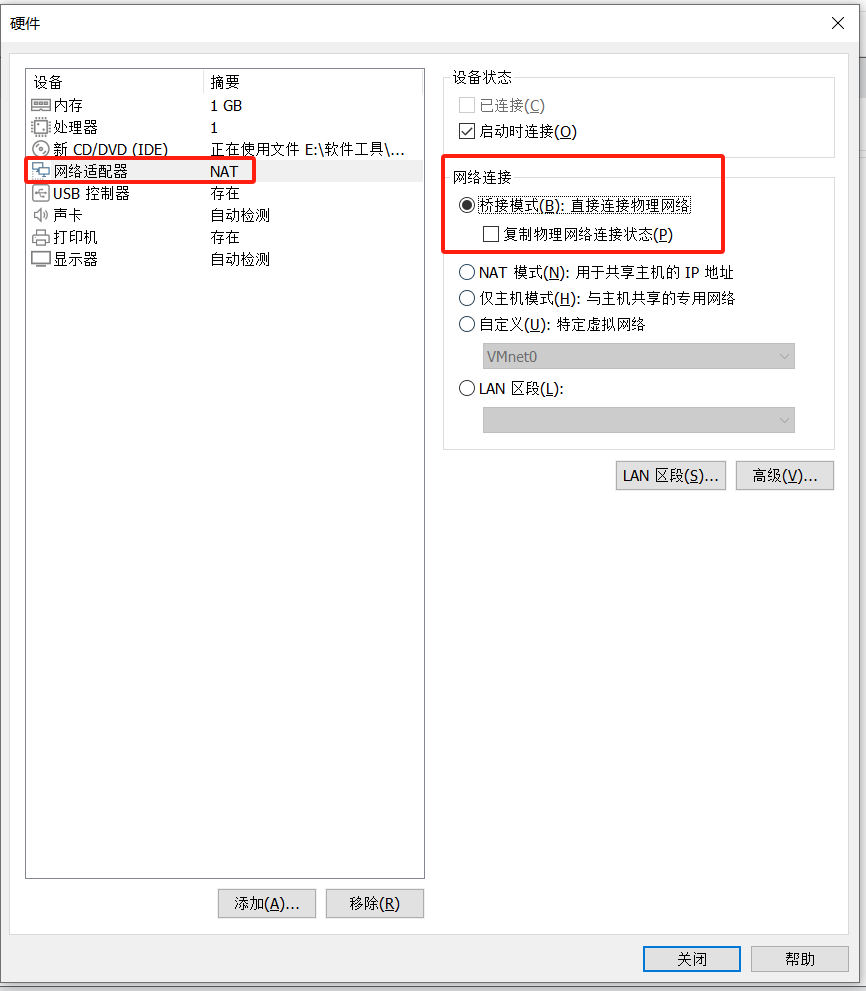 硬件
设备 摘要
内存 1 GB
处理器 1
新 CD/DVD (IDE) 正在使用文件 E:\软件工具\...
网络适配器 NAT
USB 控制器 存在
声卡 自动检测
打印机 存在
显示器 自动检测
添加(A)... 移除(R)
设备状态
已连接(C)
启动时连接(O)
网络连接
桥接模式(B): 直接连接物理网络
复制物理网络连接状态(P)
NAT 模式(N): 用于共享主机的 IP 地址
仅主机模式(H): 与主机共享的专用网络
自定义(U): 特定虚拟网络
VMnet0
LAN 区段(L):
LAN 区段(S)... 高级(V)...
关闭 帮助